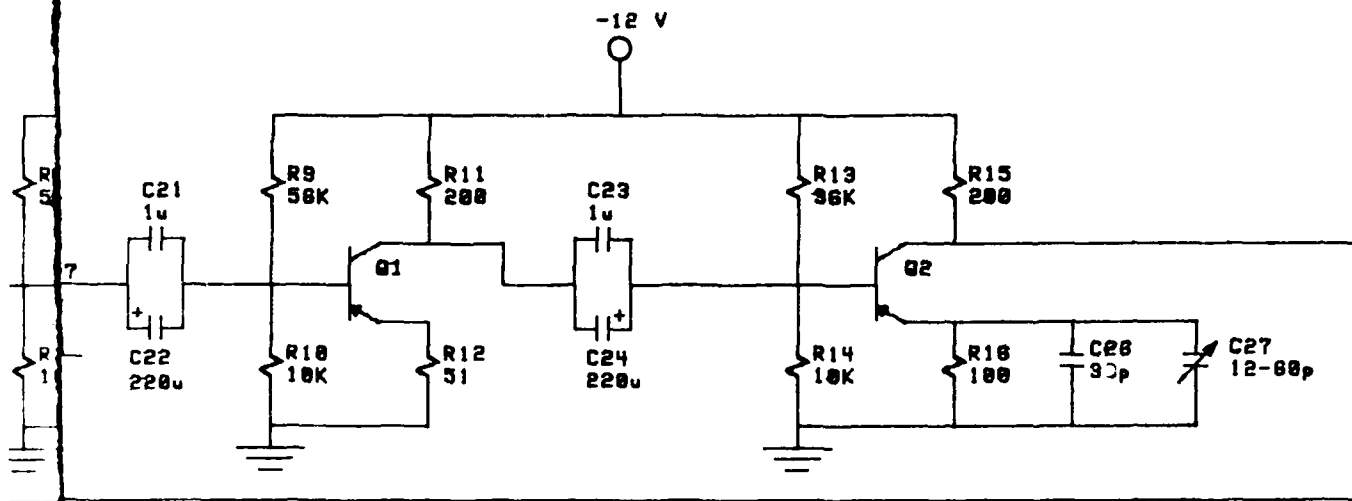 -12 V
R9
56K
R11
200
R13
36K
R15
200
C21
1u
C23
1u
7
Q1
Q2
+
+
C22
220u
R10
10K
R12
51
C24
220u
R14
10K
R16
100
C26
C27
12-60p